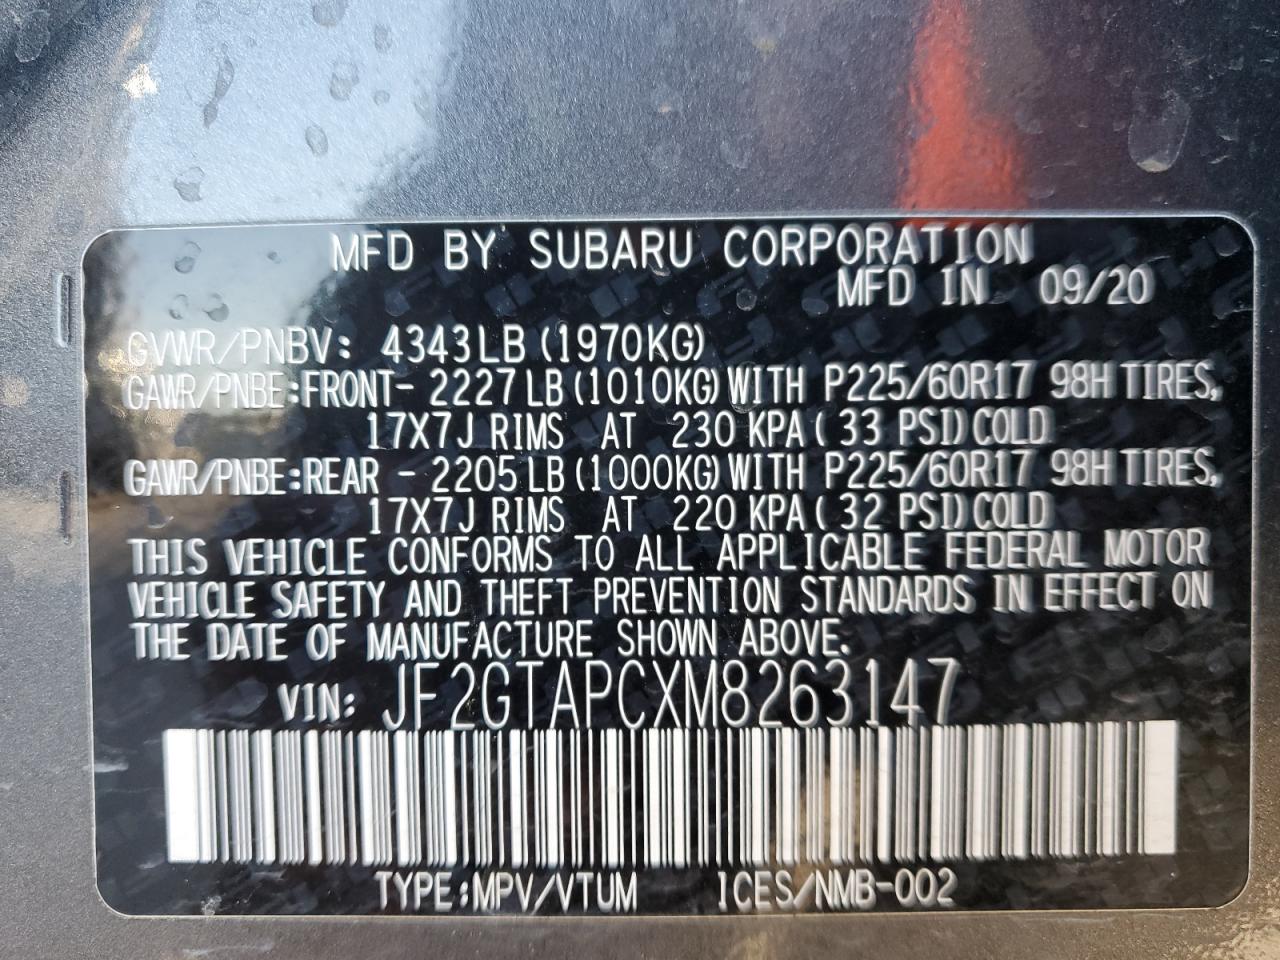 MFD BY SUBARU CORPORATION
MFD IN 09/20
GVWR/PNBV: 4343LB (1970KG)
GAWR/PNBE:FRONT- 2227LB (1010KG) WITH P225/60R17 98H TIRES,
17X7J RIMS AT 230 KPA ( 33 PSI) COLD
GAWR/PNBE:REAR - 2205LB (1000KG) WITH P225/60R17 98H TIRES,
17X7J RIMS AT 220 KPA ( 32 PSI) COLD
THIS VEHICLE CONFORMS TO ALL APPLICABLE FEDERAL MOTOR
VEHICLE SAFETY AND THEFT PREVENTION STANDARDS IN EFFECT ON
THE DATE OF MANUFACTURE SHOWN ABOVE.
VIN: JF2GTAPCXM8263147
TYPE:MPV/VTUM ICES/NMB-002